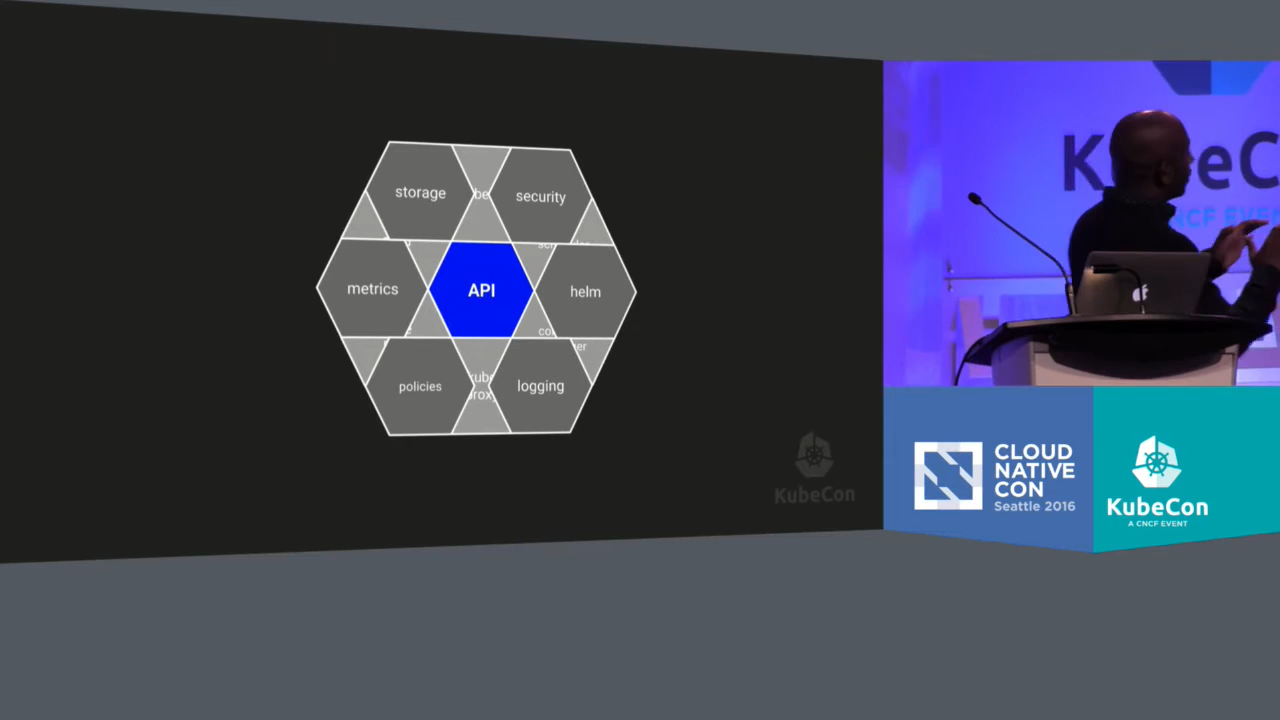 storage
security
metrics
API
helm
policies
logging
KubeCon
CLOUD
NATIVE
CON
Seattle 2016
KubeCon
A CNCF EVENT